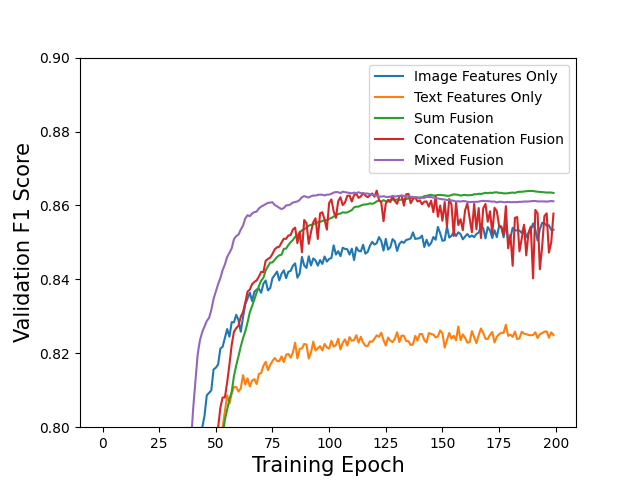 0.90
0.88
0.86
0.84
0.82
0.80
Validation F1 Score
Image Features Only
Text Features Only
Sum Fusion
Concatenation Fusion
Mixed Fusion
0 25 50 75 100 125 150 175 200
Training Epoch